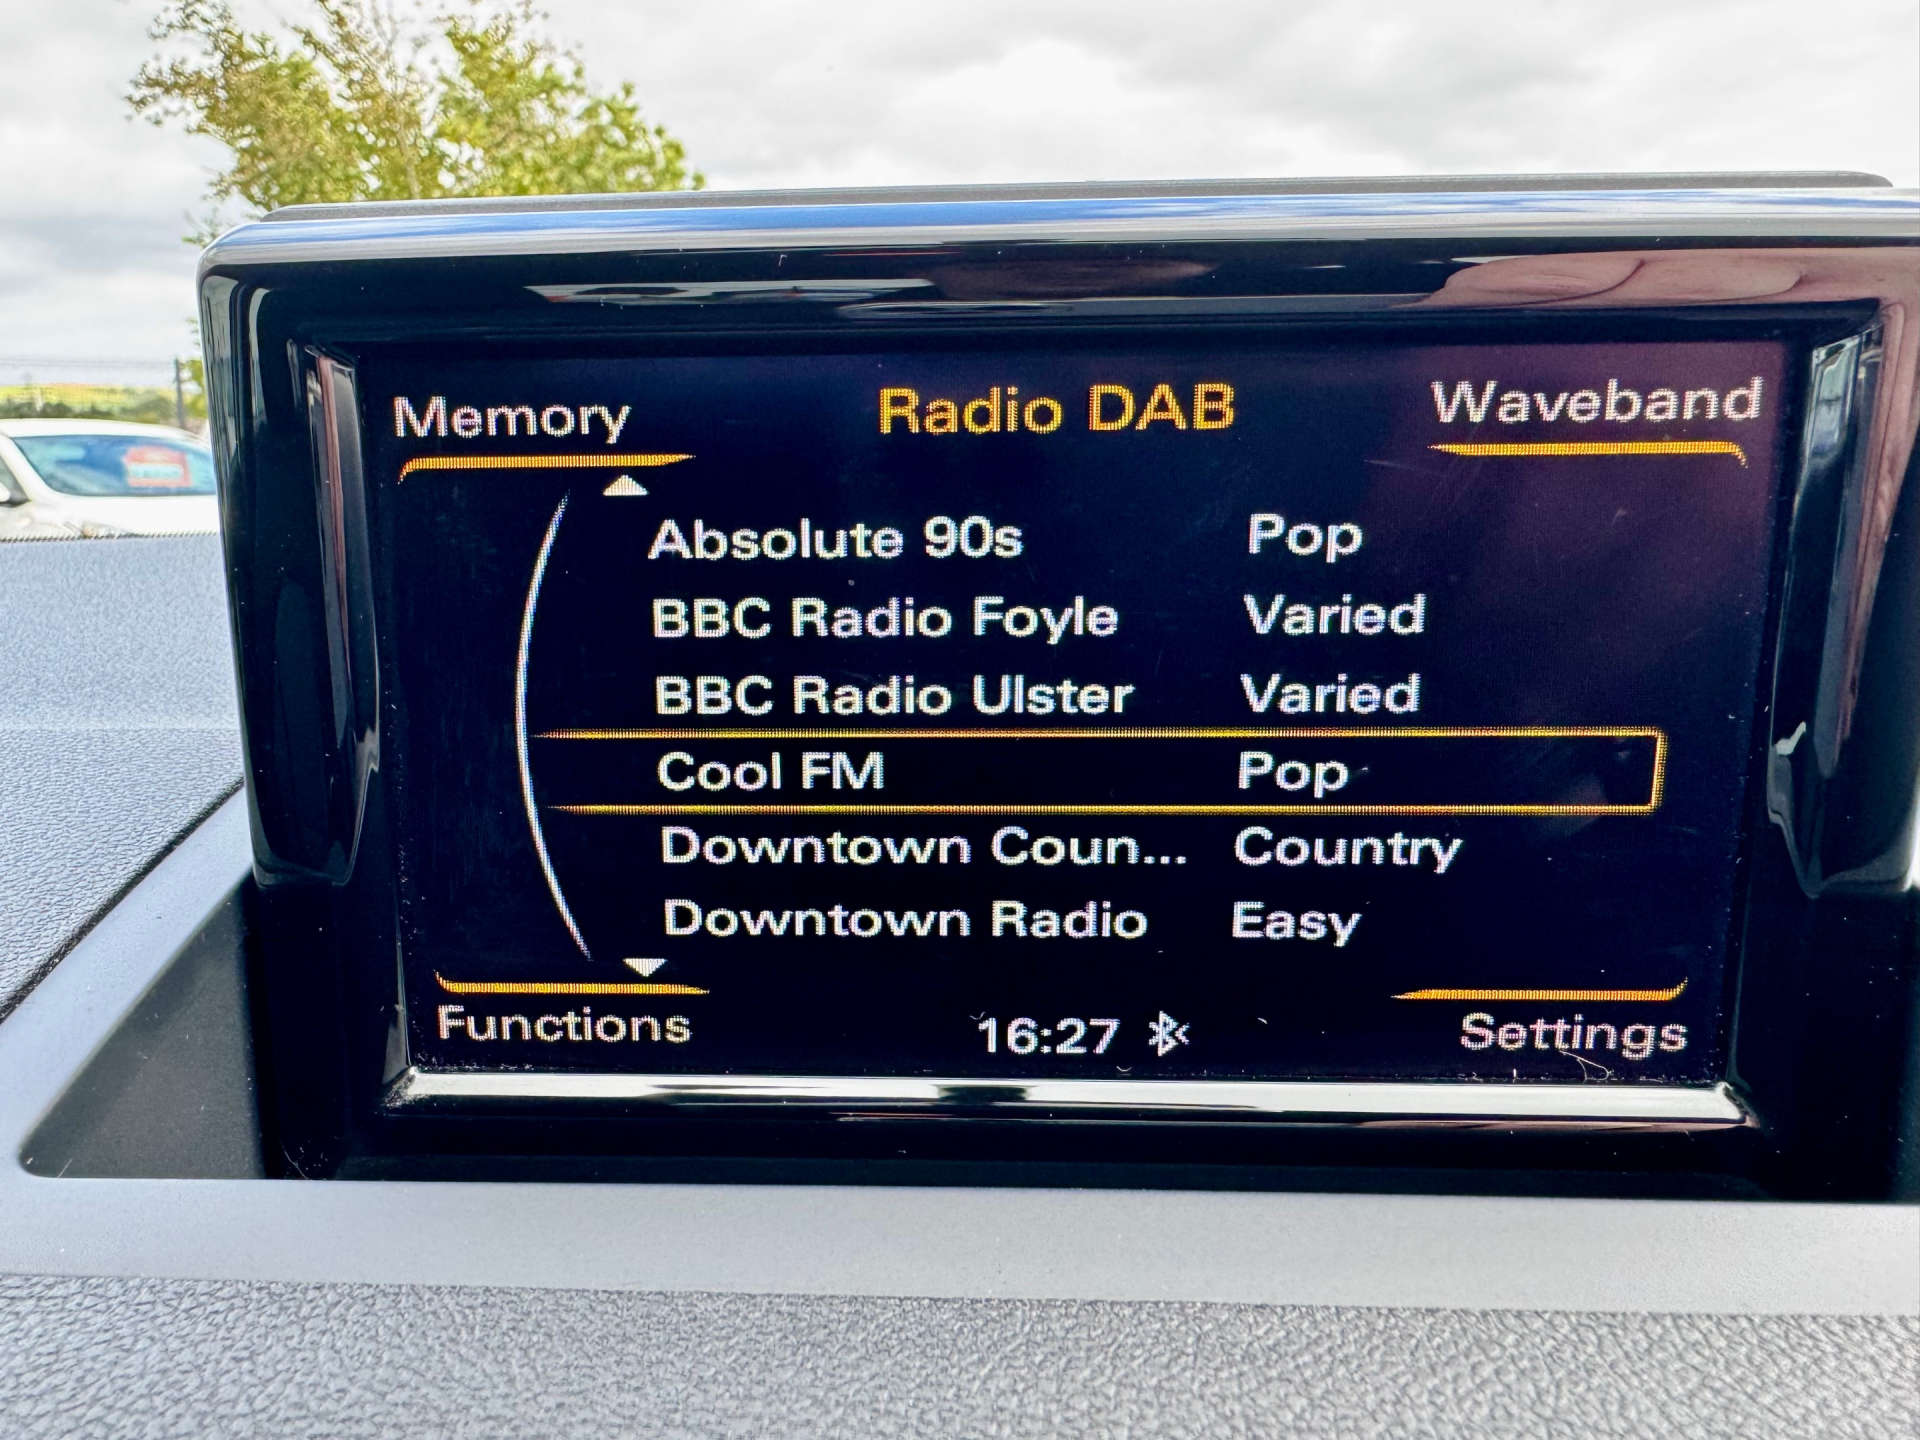 Memory Radio DAB Waveband
Absolute 90s Pop
BBC Radio Foyle Varied
BBC Radio Ulster Varied
Cool FM Pop
Downtown Coun... Country
Downtown Radio Easy
Functions 16:27 Settings